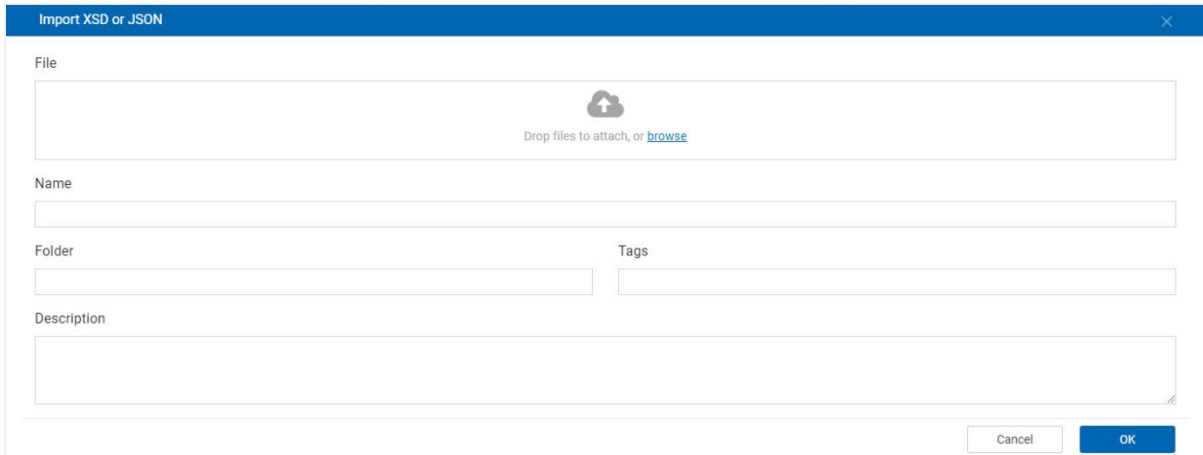 Import XSD or JSON
File
Drop files to attach, or browse
Name
Folder Tags
Description
Cancel OK